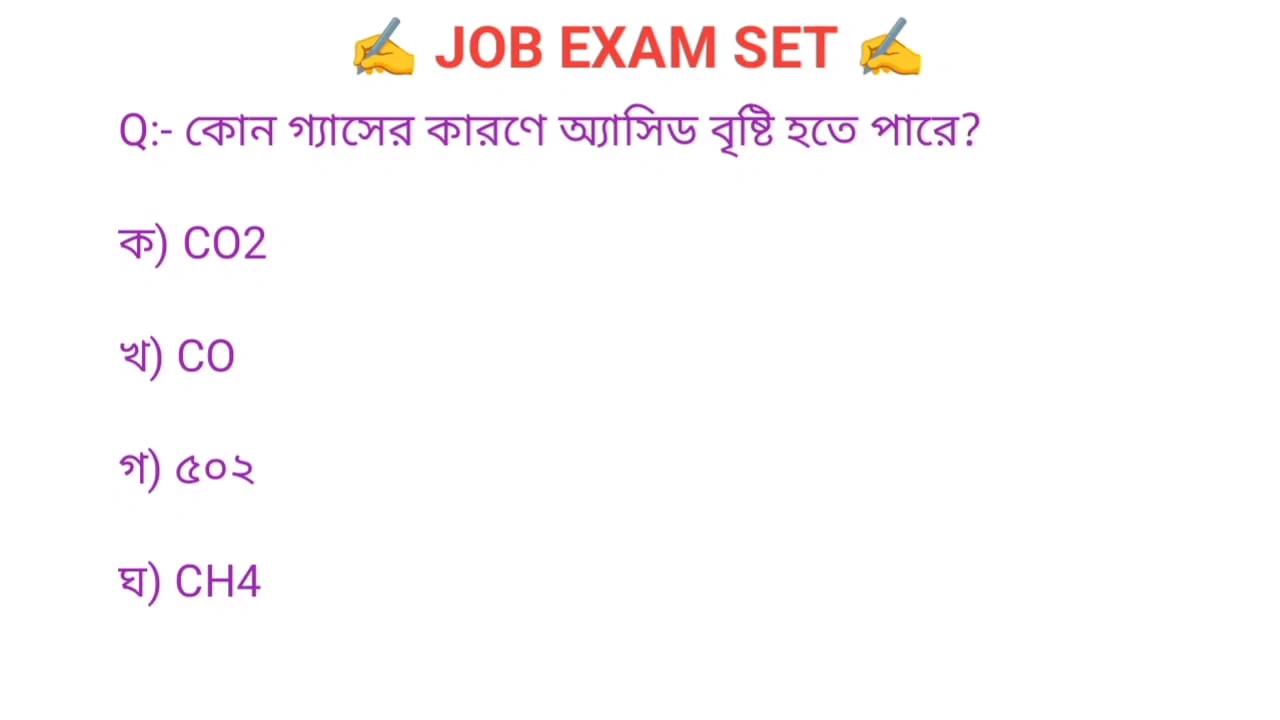 ✍️ JOB EXAM SET ✍️
Q:- কোন গ্যাসের কারণে অ্যাসিড বৃষ্টি হতে পারে?
ক) CO2
খ) CO
গ) ৫০২
ঘ) CH4